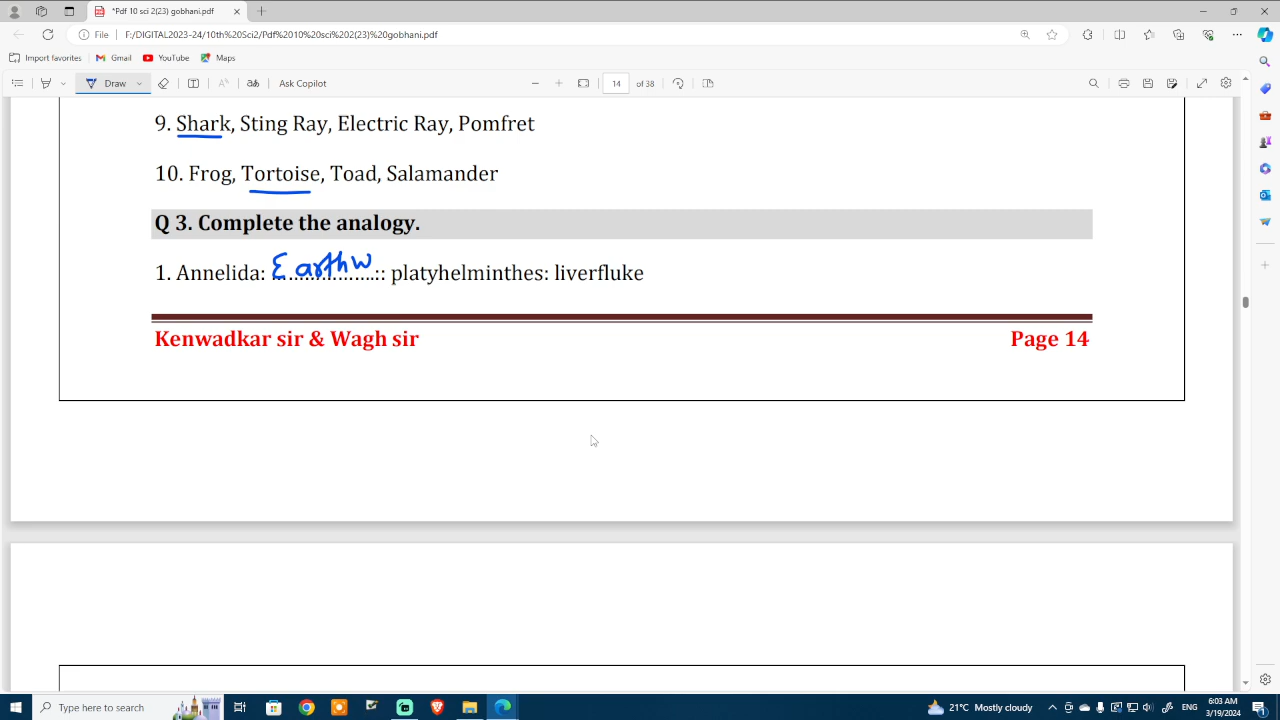 *Pdf 10 sci 2(23) gobhani.pdf
File F:/DIGITAL2023-24/10th%20Sci2/Pdf%2010%20sci%202(23)%20gobhani.pdf
Import favorites Gmail YouTube Maps
Draw Ask Copilot 14 of 38
9. Shark, Sting Ray, Electric Ray, Pomfret
10. Frog, Tortoise, Toad, Salamander
Q 3. Complete the analogy.
1. Annelida: Earthw...:: platyhelminthes: liverfluke
Kenwadkar sir & Wagh sir Page 14
Type here to search 21°C Mostly cloudy ENG 6:03 AM
3/19/2024